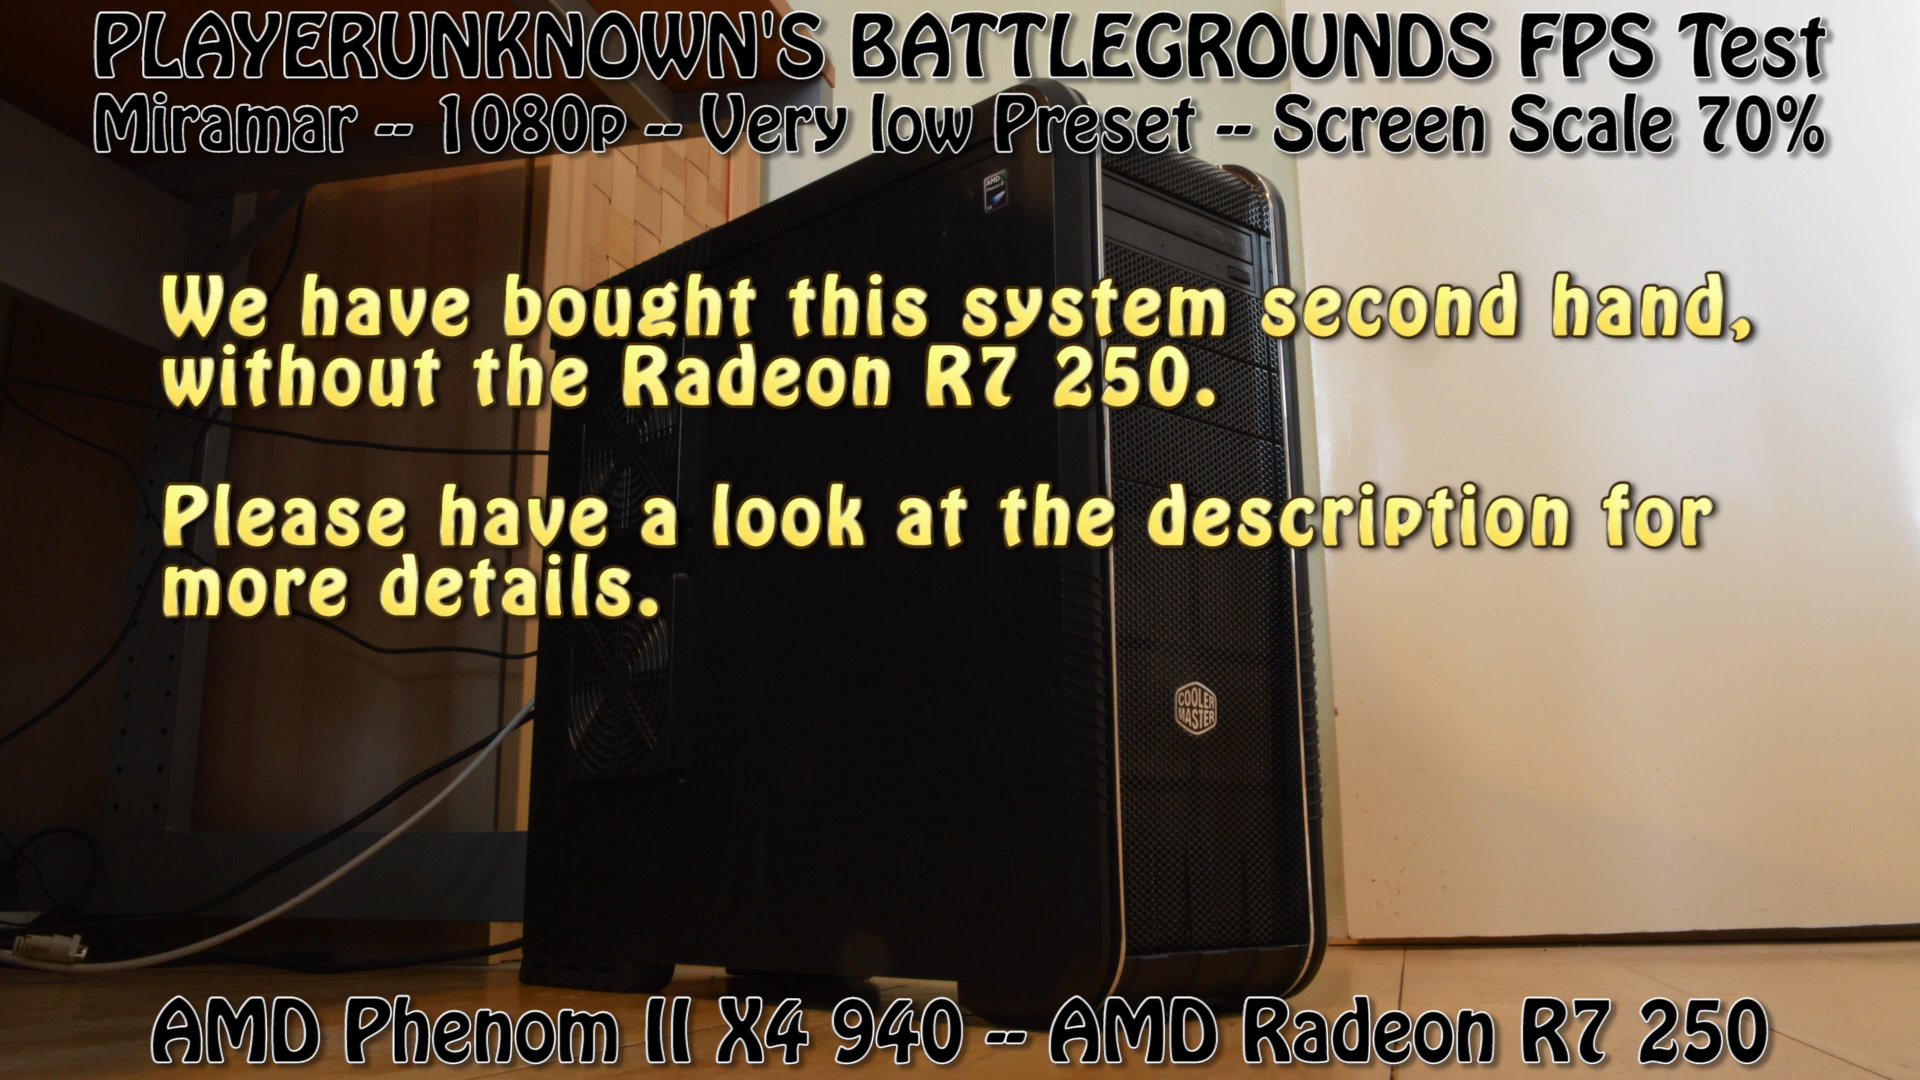 PLAYERUNKNOWN'S BATTLEGROUNDS FPS Test
Miramar -- 1080p -- Very low Preset -- Screen Scale 70%
AMD
We have bought this system second hand,
without the Radeon R7 250.
Please have a look at the description for
more details.
COOLER
MASTER
AMD Phenom II X4 940 -- AMD Radeon R7 250